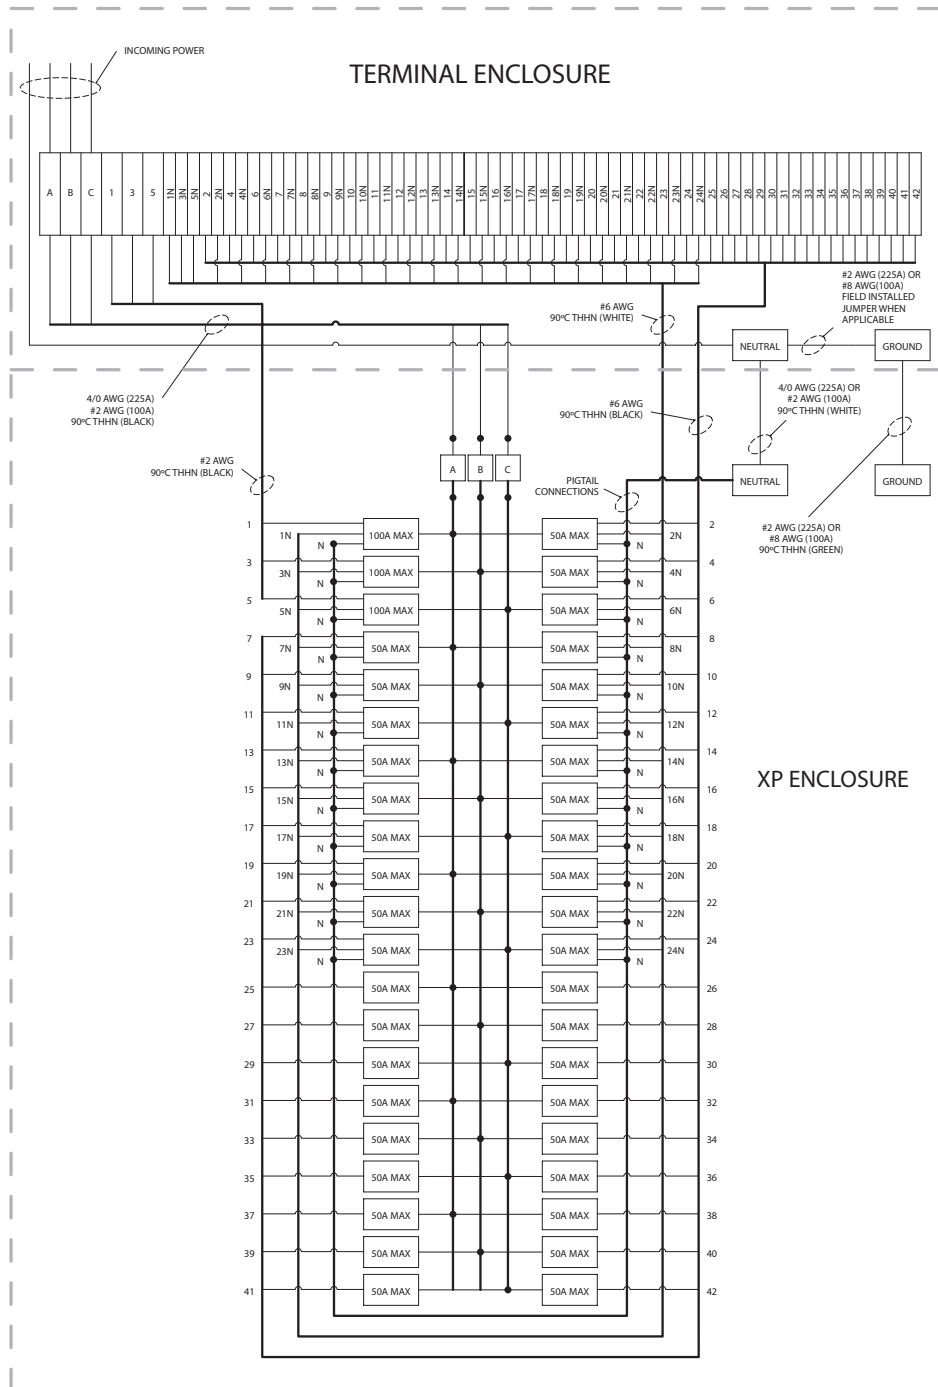 INCOMING POWER
TERMINAL ENCLOSURE
A B C 1 3 5 1N 3N 5N 2 2N 4 4N 6 6N 7 7N 8 8N 9 9N 10 10N 11 11N 12 12N 13 13N 14 14N 15 15N 16 16N 17 17N 18 18N 19 19N 20 20N 21 21N 22 22N 23 23N 24 24N 25 26 27 28 29 30 31 32 33 34 35 36 37 38 39 40 41 42
#2 AWG (225A) OR
#8 AWG(100A)
FIELD INSTALLED
JUMPER WHEN
APPLICABLE
#6 AWG
90ºC THHN (WHITE)
NEUTRAL
GROUND
4/0 AWG (225A)
#2 AWG (100A)
90ºC THHN (BLACK)
#6 AWG
90ºC THHN (BLACK)
4/0 AWG (225A) OR
#2 AWG (100A)
90ºC THHN (WHITE)
#2 AWG
90ºC THHN (BLACK)
A B C
PIGTAIL
CONNECTIONS
NEUTRAL
GROUND
#2 AWG (225A) OR
#8 AWG (100A)
90ºC THHN (GREEN)
1 2
1N 100A MAX 50A MAX 2N
N N
3 4
3N 100A MAX 50A MAX 4N
N N
5 6
5N 100A MAX 50A MAX 6N
N N
7 8
7N 50A MAX 50A MAX 8N
N N
9 10
9N 50A MAX 50A MAX 10N
N N
11 12
11N 50A MAX 50A MAX 12N
N N
13 14
13N 50A MAX 50A MAX 14N
N N
XP ENCLOSURE
15 16
15N 50A MAX 50A MAX 16N
N N
17 18
17N 50A MAX 50A MAX 18N
N N
19 20
19N 50A MAX 50A MAX 20N
N N
21 22
21N 50A MAX 50A MAX 22N
N N
23 24
23N 50A MAX 50A MAX 24N
N N
25 50A MAX 50A MAX 26
27 50A MAX 50A MAX 28
29 50A MAX 50A MAX 30
31 50A MAX 50A MAX 32
33 50A MAX 50A MAX 34
35 50A MAX 50A MAX 36
37 50A MAX 50A MAX 38
39 50A MAX 50A MAX 40
41 50A MAX 50A MAX 42